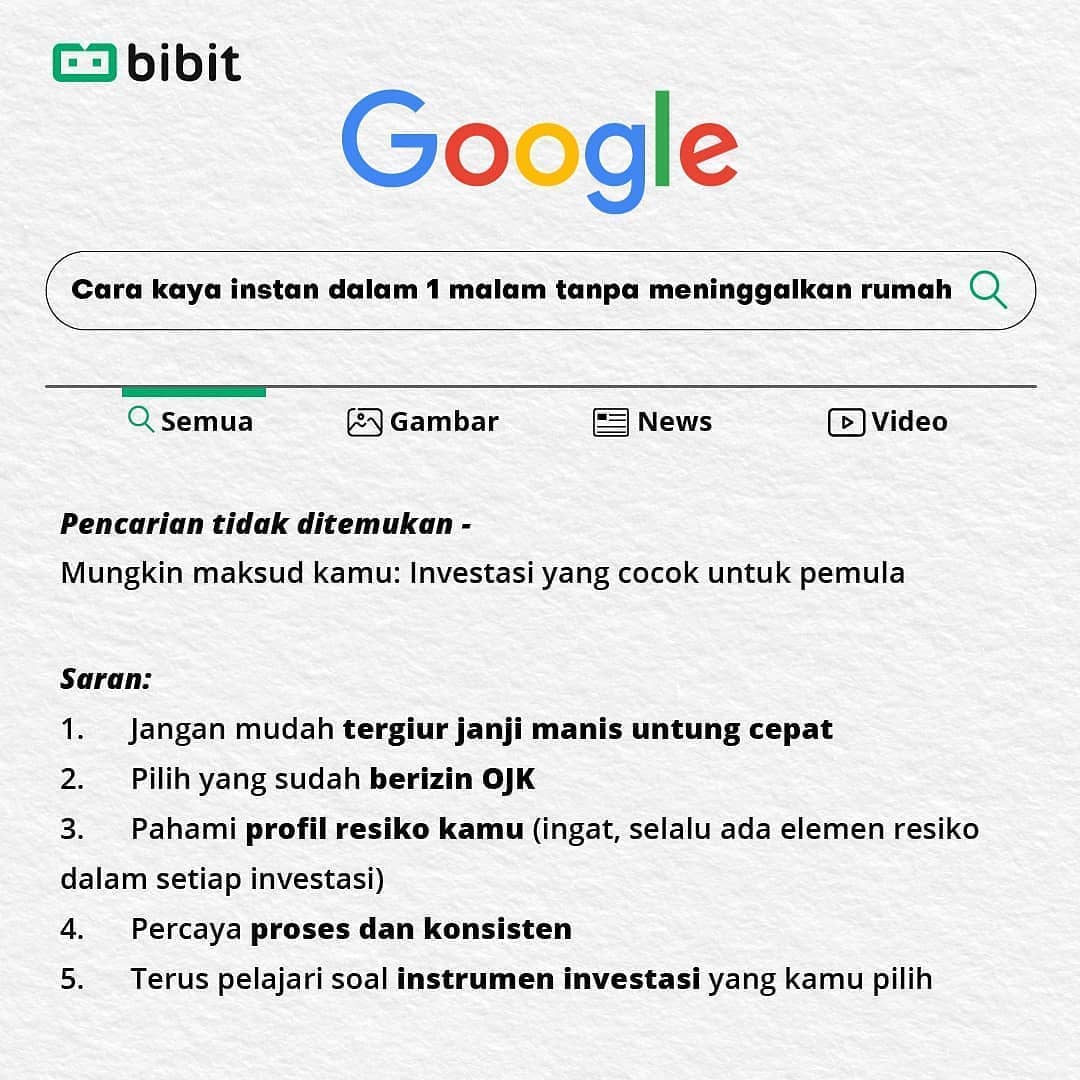 bibit
Google
Cara kaya instan dalam 1 malam tanpa meninggalkan rumah
Semua
Gambar
News
Video
Pencarian tidak ditemukan -
Mungkin maksud kamu: Investasi yang cocok untuk pemula
Saran:
1. Jangan mudah tergiur janji manis untung cepat
2. Pilih yang sudah berizin OJK
3. Pahami profil resiko kamu (ingat, selalu ada elemen resiko
dalam setiap investasi)
4. Percaya proses dan konsisten
5. Terus pelajari soal instrumen investasi yang kamu pilih